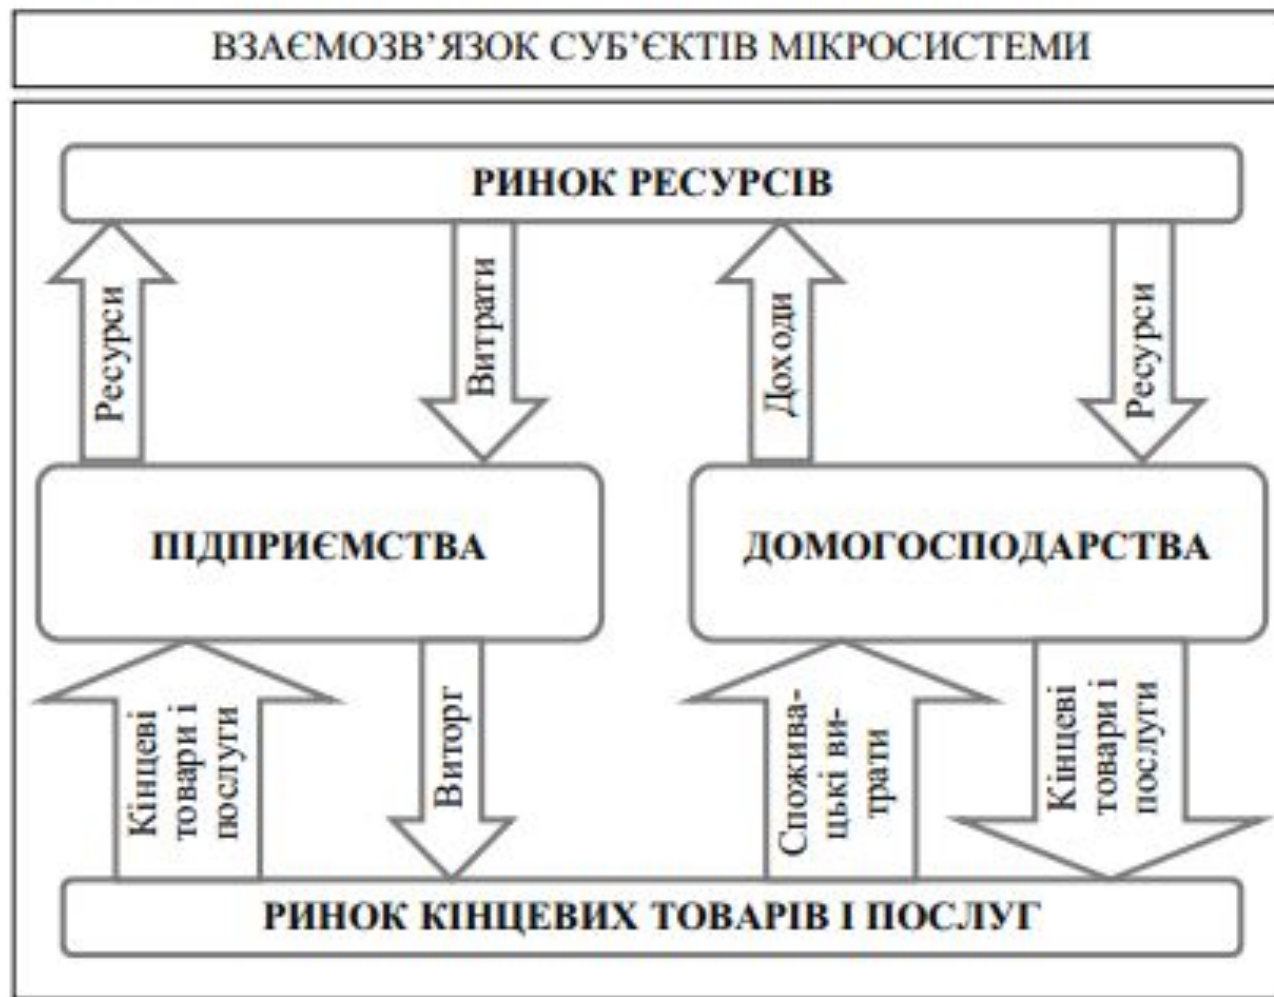 ВЗАЄМОЗВ’ЯЗОК СУБ’ЄКТІВ МІКРОСИСТЕМИ
РИНОК РЕСУРСІВ
Ресурси
Витрати
Доходи
Ресурси
ПІДПРИЄМСТВА
ДОМОГОСПОДАРСТВА
Кінцеві
товари і
послуги
Виторг
Спожива-
цькі ви-
трати
Кінцеві
товари і
послуги
РИНОК КІНЦЕВИХ ТОВАРІВ І ПОСЛУГ